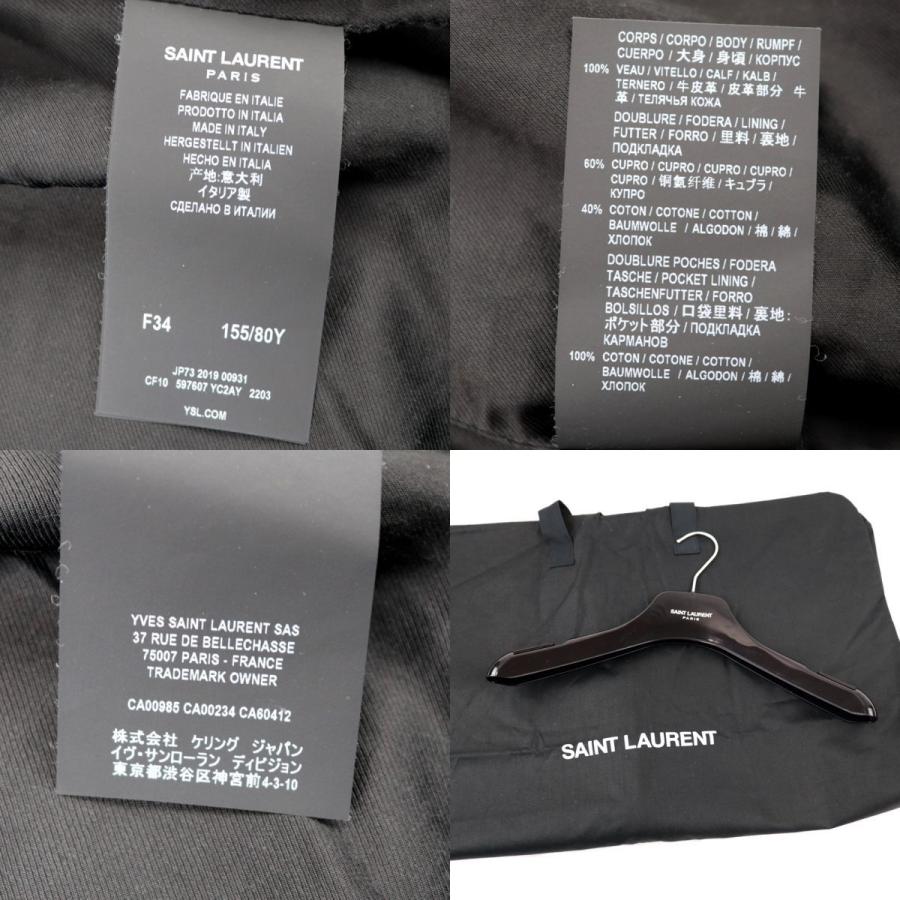 SAINT LAURENT
PARIS
FABRIQUE EN ITALIE
PRODOTTO IN ITALIA
MADE IN ITALY
HERGESTELLT IN ITALIEN
HECHO EN ITALIA
产地:意大利
イタリア製
СДЕЛАНО В ИТАЛИИ
F34 155/80Y
JP73 2019 00931
CF10 597607 YC2AY 2203
YSL.COM
CORPS / CORPO / BODY / RUMPF /
CUERPO / 大身 / 身頃 / КОРПУС
100% VEAU / VITELLO / CALF / KALB /
TERNERO / 牛皮革 / 皮革部分 牛
革 / ТЕЛЯЧЬЯ КОЖА
DOUBLURE / FODERA / LINING /
FUTTER / FORRO / 里料 / 裏地 /
ПОДКЛАДКА
60% CUPRO / CUPRO / CUPRO / CUPRO /
CUPRO / 铜氨纤维 / キュプラ /
КУПРО
40% COTON / COTONE / COTTON /
BAUMWOLLE / ALGODON / 棉 / 綿 /
ХЛОПОК
DOUBLURE POCHES / FODERA
TASCHE / POCKET LINING /
TASCHENFUTTER / FORRO
BOLSILLOS / 口袋里料 / 裏地:
ポケット部分 / ПОДКЛАДКА
КАРМАНОВ
100% COTON / COTONE / COTTON /
BAUMWOLLE / ALGODON / 棉 / 綿 /
ХЛОПОК
YVES SAINT LAURENT SAS
37 RUE DE BELLECHASSE
75007 PARIS - FRANCE
TRADEMARK OWNER
CA00985 CA00234 CA60412
株式会社 ケリング ジャパン
イヴ・サンローラン ディビジョン
東京都渋谷区神宮前4-3-10
SAINT LAURENT
PARIS
SAINT LAURENT